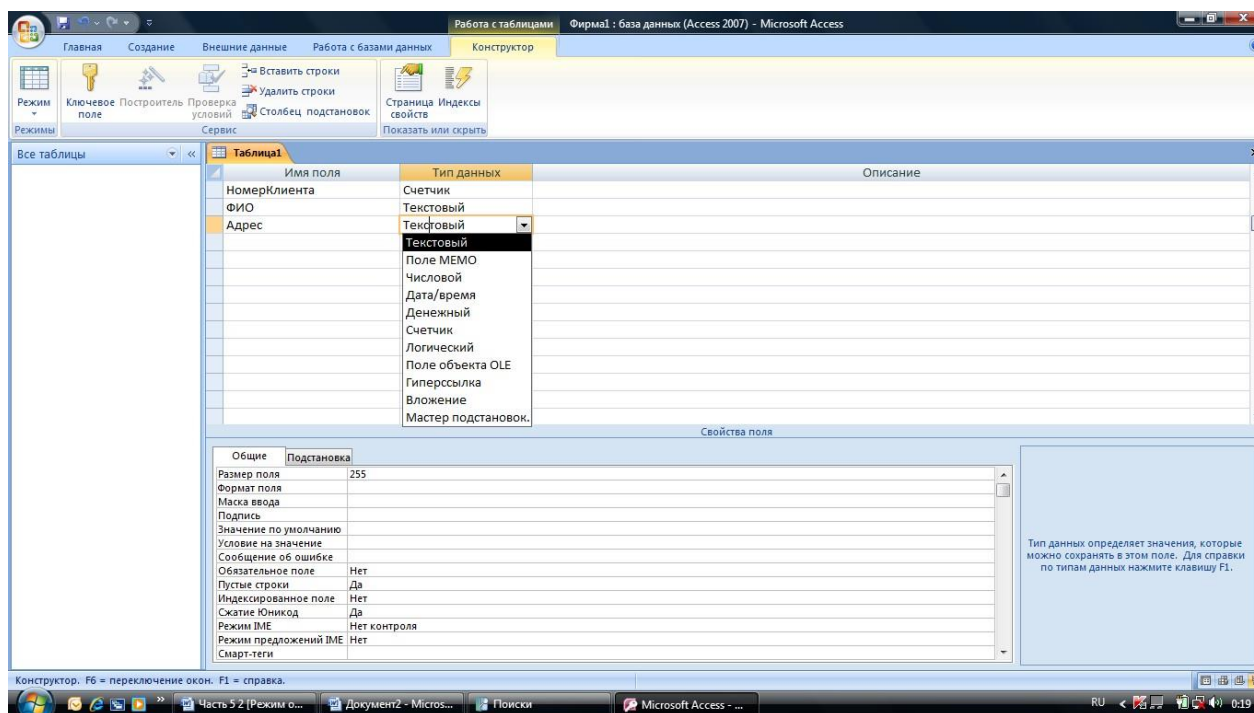 Работа с таблицами Фирма1 : база данных (Access 2007) - Microsoft Access
Главная Создание Внешние данные Работа с базами данных Конструктор
Режим
Ключевое поле
Построитель
Проверка условий
Вставить строки
Удалить строки
Столбец подстановок
Страница свойств
Индексы
Режимы Сервис Показать или скрыть
Все таблицы
Таблица1
Имя поля Тип данных Описание
НомерКлиента Счетчик
ФИО Текстовый
Адрес Текстовый
Текстовый
Поле МЕМО
Числовой
Дата/время
Денежный
Счетчик
Логический
Поле объекта OLE
Гиперссылка
Вложение
Мастер подстановок.
Свойства поля
Общие Подстановка
Размер поля 255
Формат поля
Маска ввода
Подпись
Значение по умолчанию
Условие на значение
Сообщение об ошибке
Обязательное поле Нет
Пустые строки Да
Индексированное поле Нет
Сжатие Юникод Да
Режим IME Нет контроля
Режим предложений IME Нет
Смарт-теги
Тип данных определяет значения, которые
можно сохранять в этом поле. Для справки
по типам данных нажмите клавишу F1.
Конструктор. F6 = переключение окон. F1 = справка.
Часть 5 2 [Режим о... Документ2 - Micros... Поиски Microsoft Access - ... RU 0:19